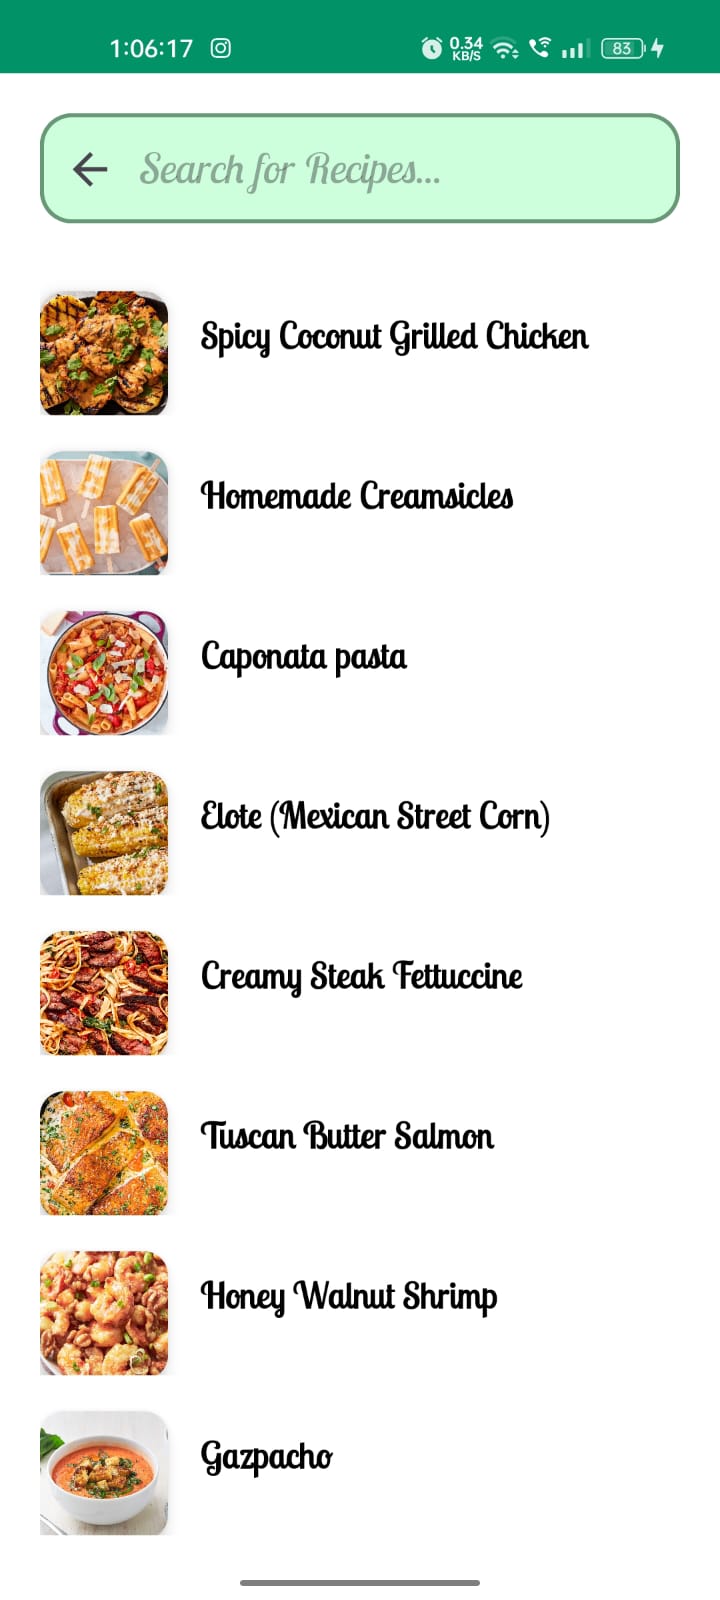 1:06:17
0.34
KB/S
83
Search for Recipes...
Spicy Coconut Grilled Chicken
Homemade Creamsicles
Caponata pasta
Elote (Mexican Street Corn)
Creamy Steak Fettuccine
Tuscan Butter Salmon
Honey Walnut Shrimp
Gazpacho